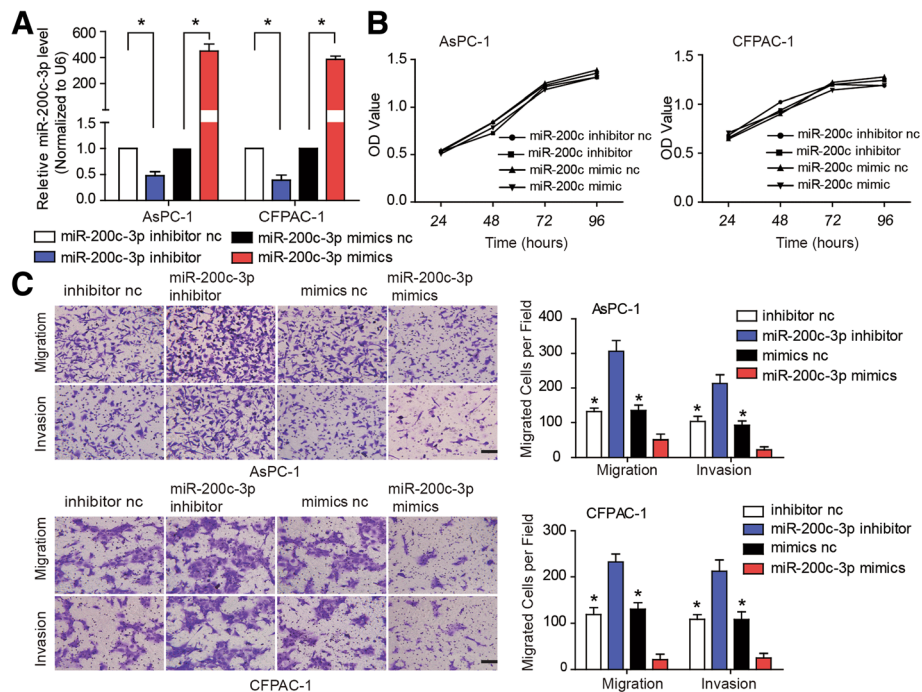 A
Reletive miR-200c-3p level
(Normalized to U6)
600
400
200
1.0
0.5
0.0
* * * *
AsPC-1 CFPAC-1
miR-200c-3p inhibitor nc
miR-200c-3p mimics nc
miR-200c-3p inhibitor
miR-200c-3p mimics
B
AsPC-1
OD Value
1.5
1.0
0.5
0.0
miR-200c inhibitor nc
miR-200c inhibitor
miR-200c mimic nc
miR-200c mimic
24 48 72 96
Time (hours)
CFPAC-1
OD Value
1.5
1.0
0.5
0.0
miR-200c inhibitor nc
miR-200c inhibitor
miR-200c mimic nc
miR-200c mimic
24 48 72 96
Time (hours)
C
inhibitor nc
miR-200c-3p
inhibitor
mimics nc
miR-200c-3p
mimics
Migratiom
Invasion
AsPC-1
inhibitor nc
miR-200c-3p
inhibitor
mimics nc
miR-200c-3p
mimics
Migration
Invasion
CFPAC-1
AsPC-1
Migrated Cells per Field
300
200
100
0
* * * *
inhibitor nc
miR-200c-3p inhibitor
mimics nc
miR-200c-3p mimics
Migration Invasion
CFPAC-1
Migrated Cells per Field
300
200
100
0
* * * *
inhibitor nc
miR-200c-3p inhibitor
mimics nc
miR-200c-3p mimics
Migration Invasion